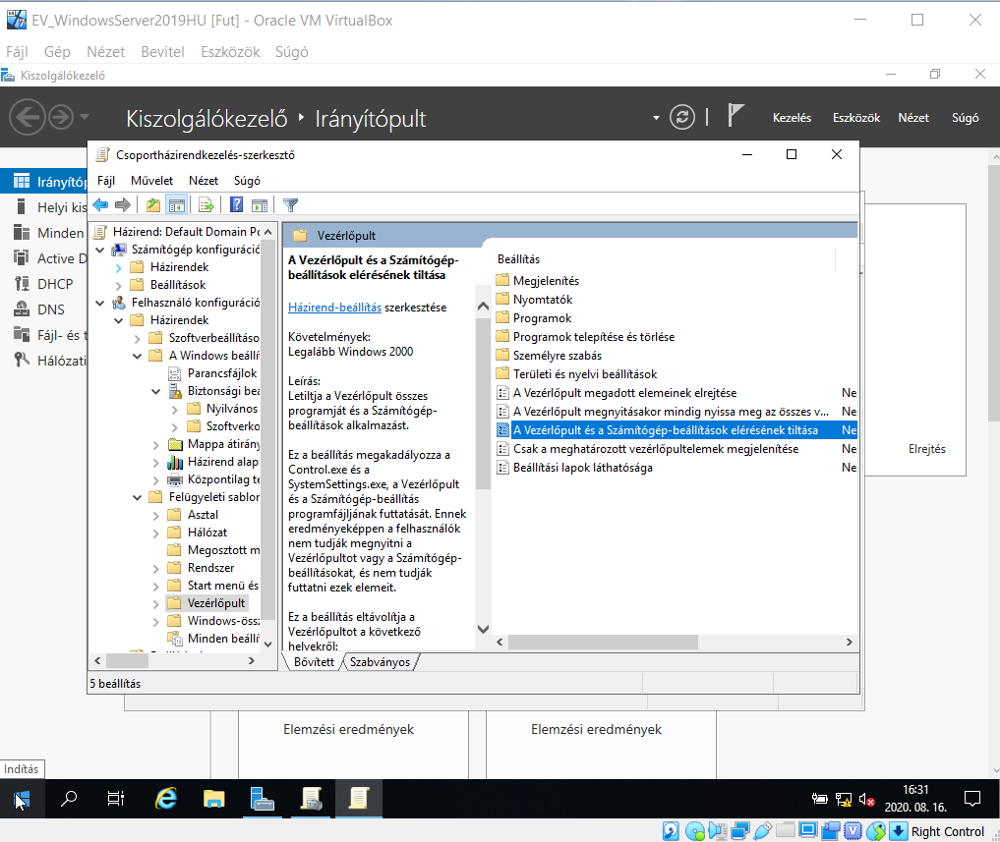 EV_WindowsServer2019HU [Fut] - Oracle VM VirtualBox
Fájl Gép Nézet Bevitel Eszközök Súgó
Kiszolgálókezelő
Kiszolgálókezelő Irányítópult
Kezelés Eszközök Nézet Súgó
Irányítóp
Helyi kis
Minden
Active D
DHCP
DNS
Fájl- és t
Hálózati
Csoportházirendkezelés-szerkesztő
Fájl Művelet Nézet Súgó
Házirend: Default Domain Po
Számítógép konfiguráció
Házirendek
Beállítások
Felhasználó konfiguráció
Házirendek
Szoftverbeállításo
A Windows beállí
Parancsfájlok
Biztonsági beá
Nyilvános
Szoftverko
Mappa átirány
Házirend alap
Központilag te
Felügyeleti sablor
Asztal
Hálózat
Megosztott m
Rendszer
Start menü és
Vezérlőpult
Windows-össz
Minden beállí
Vezérlőpult
A Vezérlőpult és a Számítógép-
beállítások elérésének tiltása
Házirend-beállítás szerkesztése
Követelmények:
Legalább Windows 2000
Leírás:
Letiltja a Vezérlőpult összes
programját és a Számítógép-
beállítások alkalmazást.
Ez a beállítás megakadályozza a
Control.exe és a
SystemSettings.exe, a Vezérlőpult
és a Számítógép-beállítás
programfájljának futtatását. Ennek
eredményeképpen a felhasználók
nem tudják megnyitni a
Vezérlőpultot vagy a Számítógép-
beállításokat, és nem tudják
futtatni ezek elemeit.
Ez a beállítás eltávolítja a
Vezérlőpultot a következő
helyekről:
Beállítás
Megjelenítés
Nyomtatók
Programok
Programok telepítése és törlése
Személyre szabás
Területi és nyelvi beállítások
A Vezérlőpult megadott elemeinek elrejtése Ne
A Vezérlőpult megnyitásakor mindig nyissa meg az összes v... Ne
A Vezérlőpult és a Számítógép-beállítások elérésének tiltása Ne
Csak a meghatározott vezérlőpultelemek megjelenítése Ne
Beállítási lapok láthatósága Ne
Bővített Szabványos
5 beállítás
Elrejtés
Elemzési eredmények Elemzési eredmények
Indítás
16:31
2020. 08. 16.
Right Control